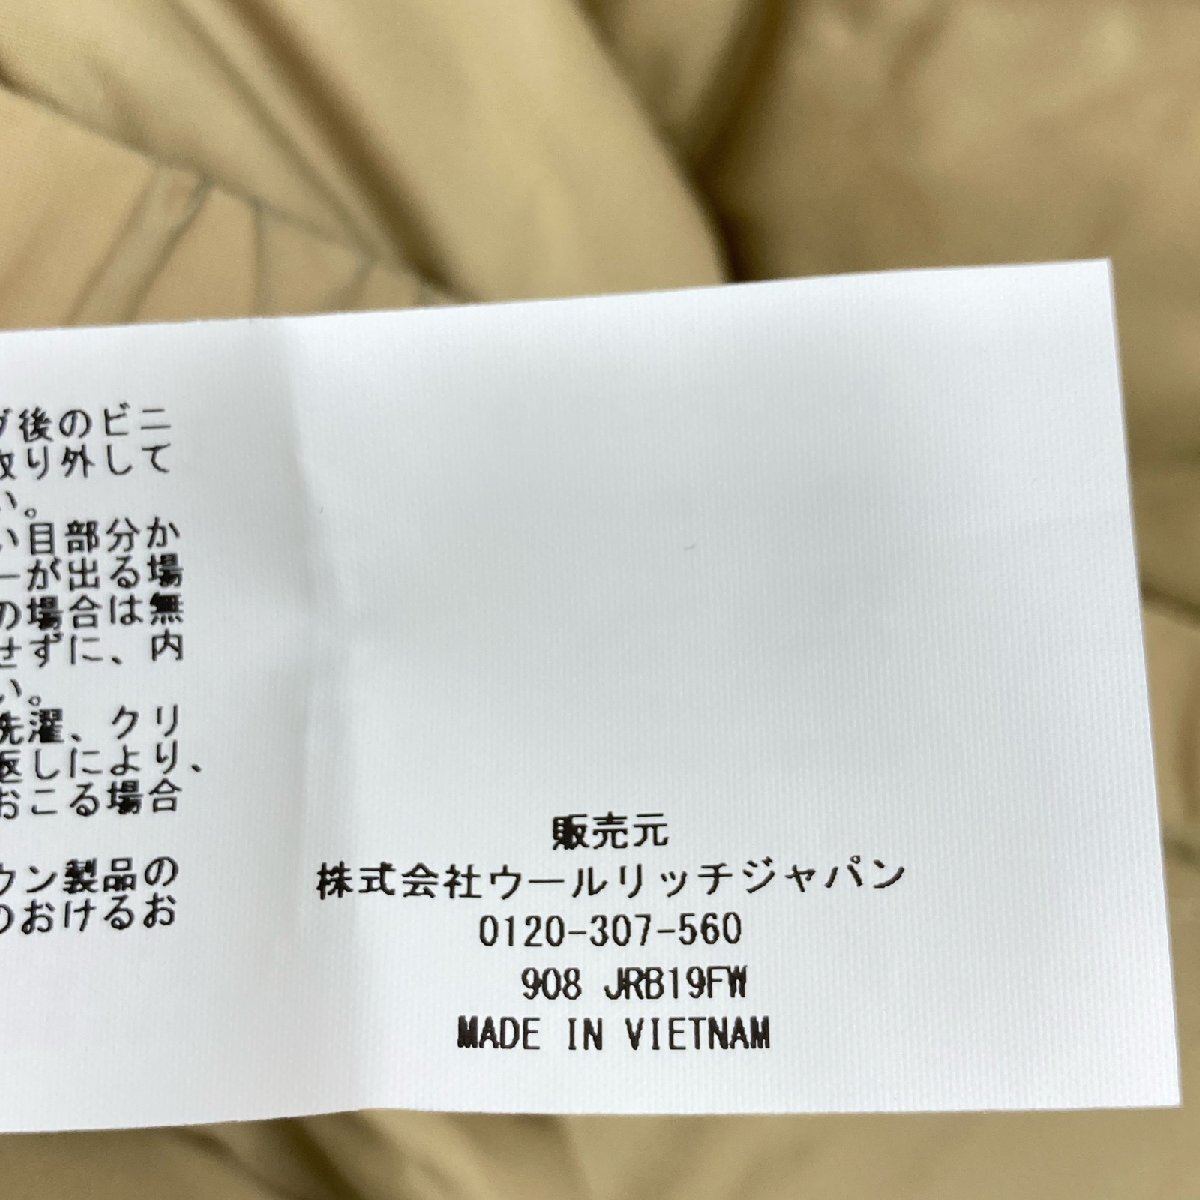 後のビニ
取り外して
い。
い目部分か
ーが出る場
の場合は無
せずに、内
い。
洗濯、クリ
返しにより、
おこる場合
ウン製品の
のおけるお
販売元
株式会社ウールリッチジャパン
0120-307-560
908 JRB19FW
MADE IN VIETNAM